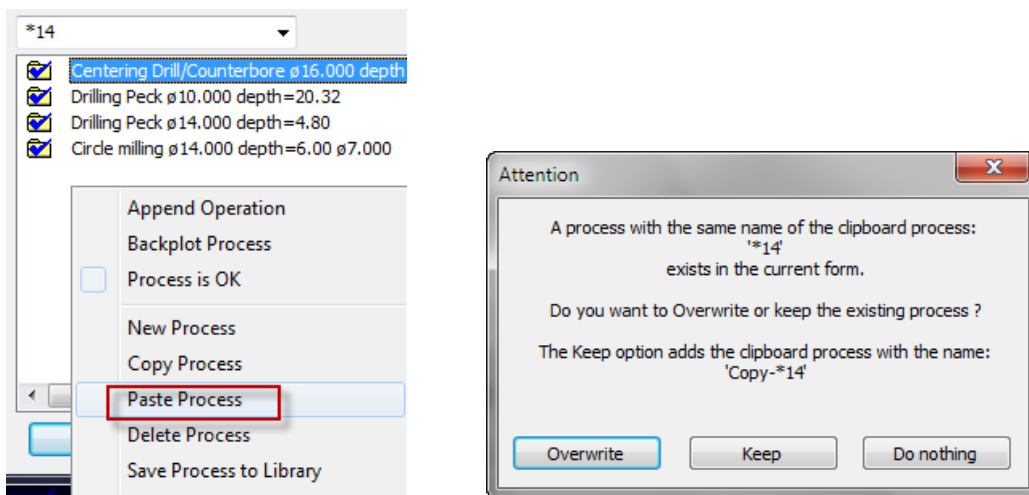 *14
Centering Drill/Counterbore ø16.000 depth
Drilling Peck ø10.000 depth=20.32
Drilling Peck ø14.000 depth=4.80
Circle milling ø14.000 depth=6.00 ø7.000
Append Operation
Backplot Process
Process is OK
New Process
Copy Process
Paste Process
Delete Process
Save Process to Library
Attention
A process with the same name of the clipboard process:
'*14'
exists in the current form.
Do you want to Overwrite or keep the existing process ?
The Keep option adds the clipboard process with the name:
'Copy-*14'
Overwrite
Keep
Do nothing